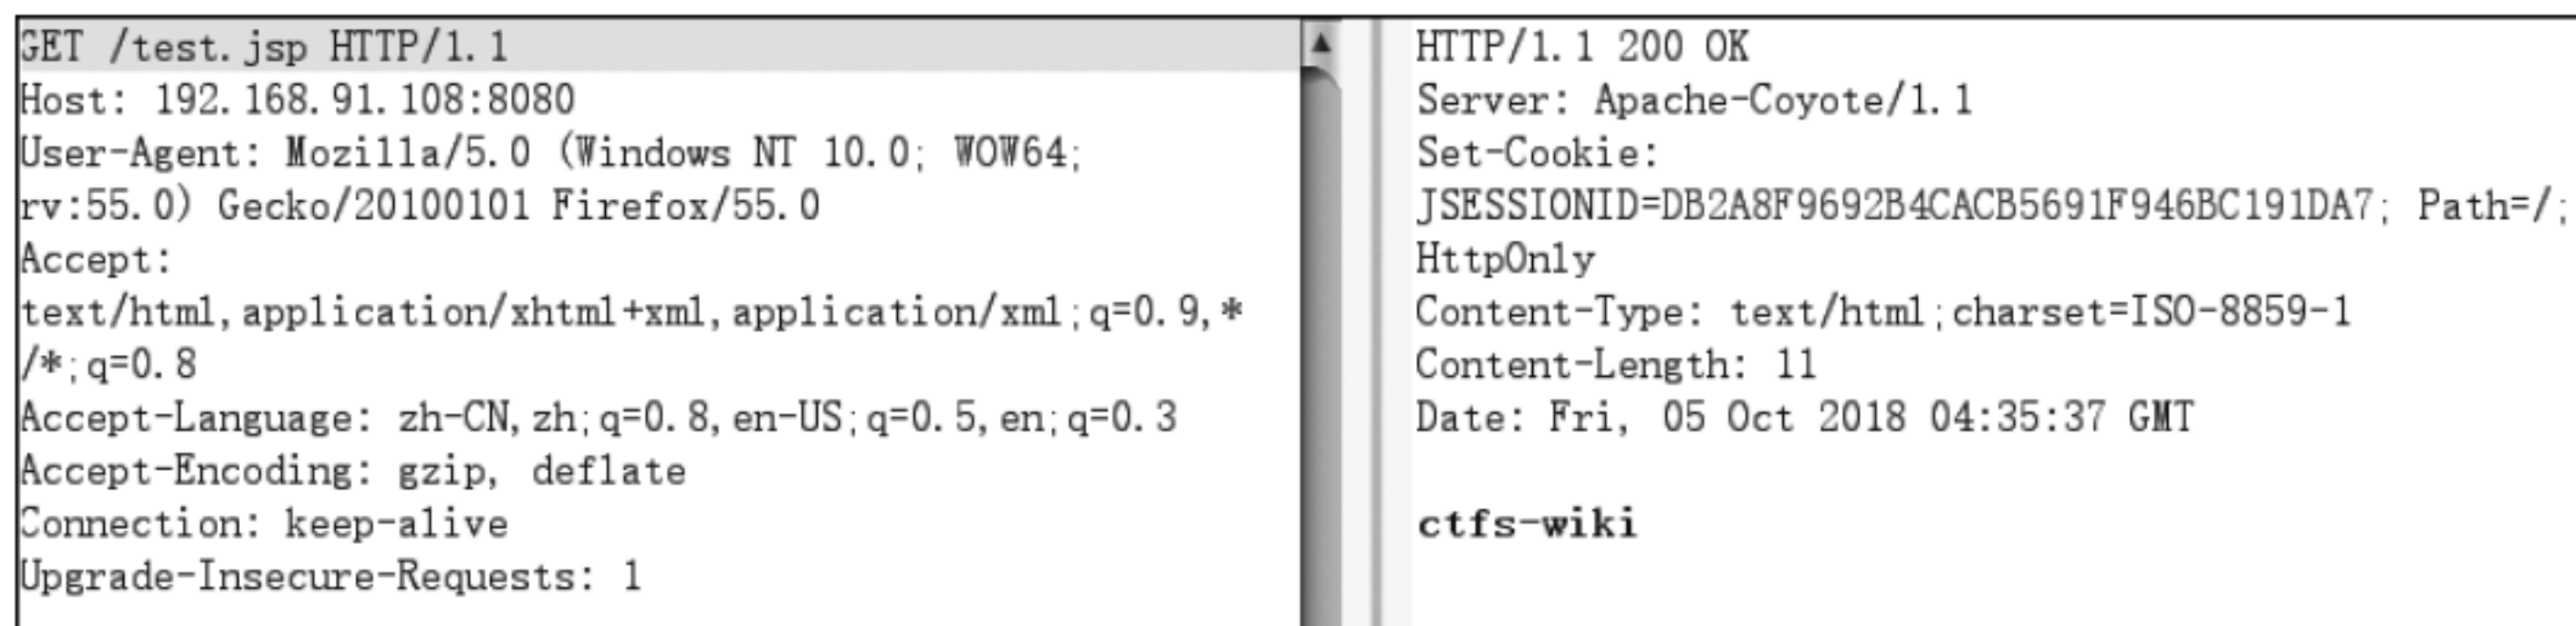 GET /test.jsp HTTP/1.1
Host: 192.168.91.108:8080
User-Agent: Mozilla/5.0 (Windows NT 10.0; WOW64;
rv:55.0) Gecko/20100101 Firefox/55.0
Accept:
text/html,application/xhtml+xml,application/xml;q=0.9,*
/*;q=0.8
Accept-Language: zh-CN,zh;q=0.8,en-US;q=0.5,en;q=0.3
Accept-Encoding: gzip, deflate
Connection: keep-alive
Upgrade-Insecure-Requests: 1
HTTP/1.1 200 OK
Server: Apache-Coyote/1.1
Set-Cookie:
JSESSIONID=DB2A8F9692B4CACB5691F946BC191DA7; Path=/;
HttpOnly
Content-Type: text/html;charset=ISO-8859-1
Content-Length: 11
Date: Fri, 05 Oct 2018 04:35:37 GMT
ctfs-wiki